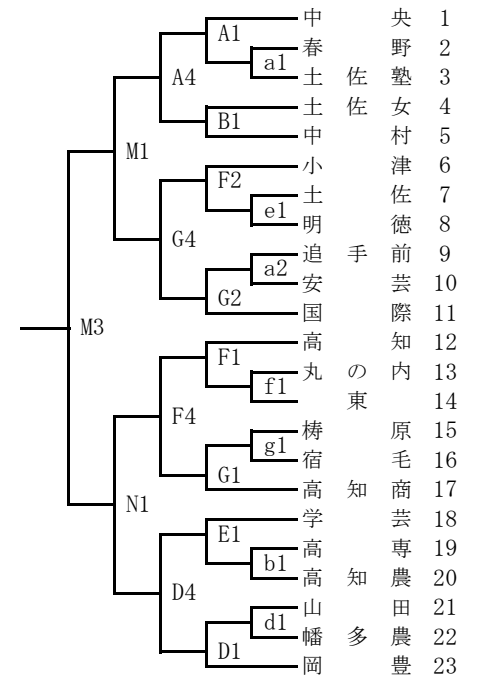 中央 1
A1
春野 2
a1
土佐塾 3
A4
土佐女 4
B1
中村 5
M1
小津 6
F2
土佐 7
e1
明徳 8
G4
追手前 9
a2
安芸 10
G2
国際 11
M3
高知 12
F1
丸の内 13
f1
東 14
F4
梼原 15
g1
宿毛 16
G1
高知商 17
N1
学芸 18
E1
高専 19
b1
高知農 20
D4
山田 21
d1
幡多農 22
D1
岡豊 23